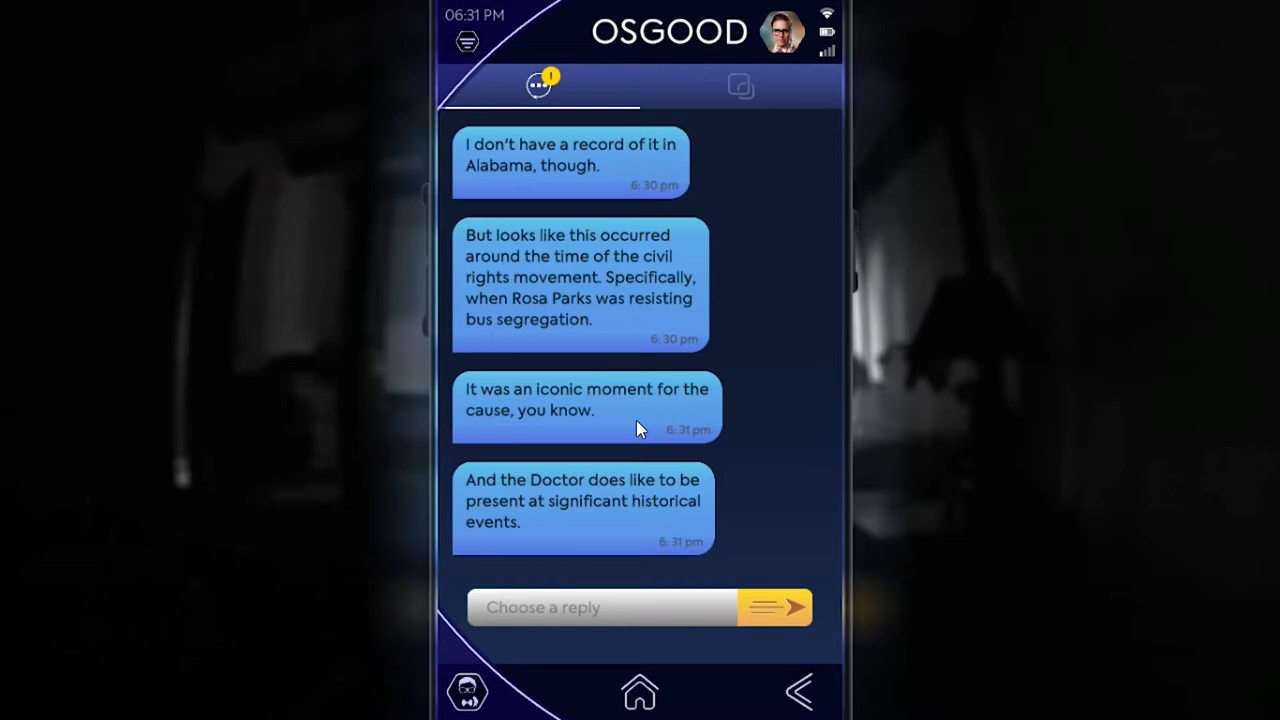 06:31 PM
OSGOOD
!
I don't have a record of it in
Alabama, though.
6:30 pm
But looks like this occurred
around the time of the civil
rights movement. Specifically,
when Rosa Parks was resisting
bus segregation.
6:30 pm
It was an iconic moment for the
cause, you know.
6:31 pm
And the Doctor does like to be
present at significant historical
events.
6:31 pm
Choose a reply